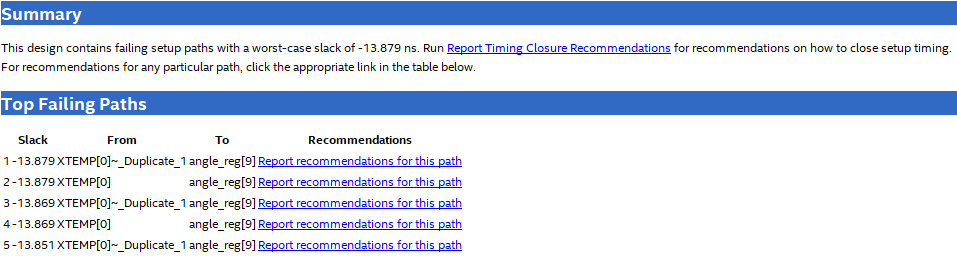 Summary
This design contains failing setup paths with a worst-case slack of -13.879 ns. Run Report Timing Closure Recommendations for recommendations on how to close setup timing.
For recommendations for any particular path, click the appropriate link in the table below.
Top Failing Paths
Slack From To Recommendations
1 -13.879 XTEMP[0]~_Duplicate_1 angle_reg[9] Report recommendations for this path
2 -13.879 XTEMP[0] angle_reg[9] Report recommendations for this path
3 -13.869 XTEMP[0]~_Duplicate_1 angle_reg[9] Report recommendations for this path
4 -13.869 XTEMP[0] angle_reg[9] Report recommendations for this path
5 -13.851 XTEMP[0]~_Duplicate_1 angle_reg[9] Report recommendations for this path